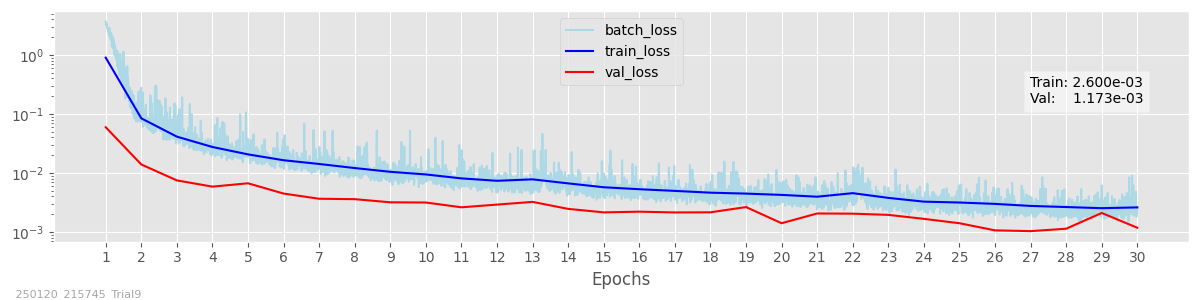 batch_loss
train_loss
val_loss
Train: 2.600e-03
Val: 1.173e-03
10⁰
10⁻¹
10⁻²
10⁻³
1 2 3 4 5 6 7 8 9 10 11 12 13 14 15 16 17 18 19 20 21 22 23 24 25 26 27 28 29 30
Epochs
250120_215745_Trial9